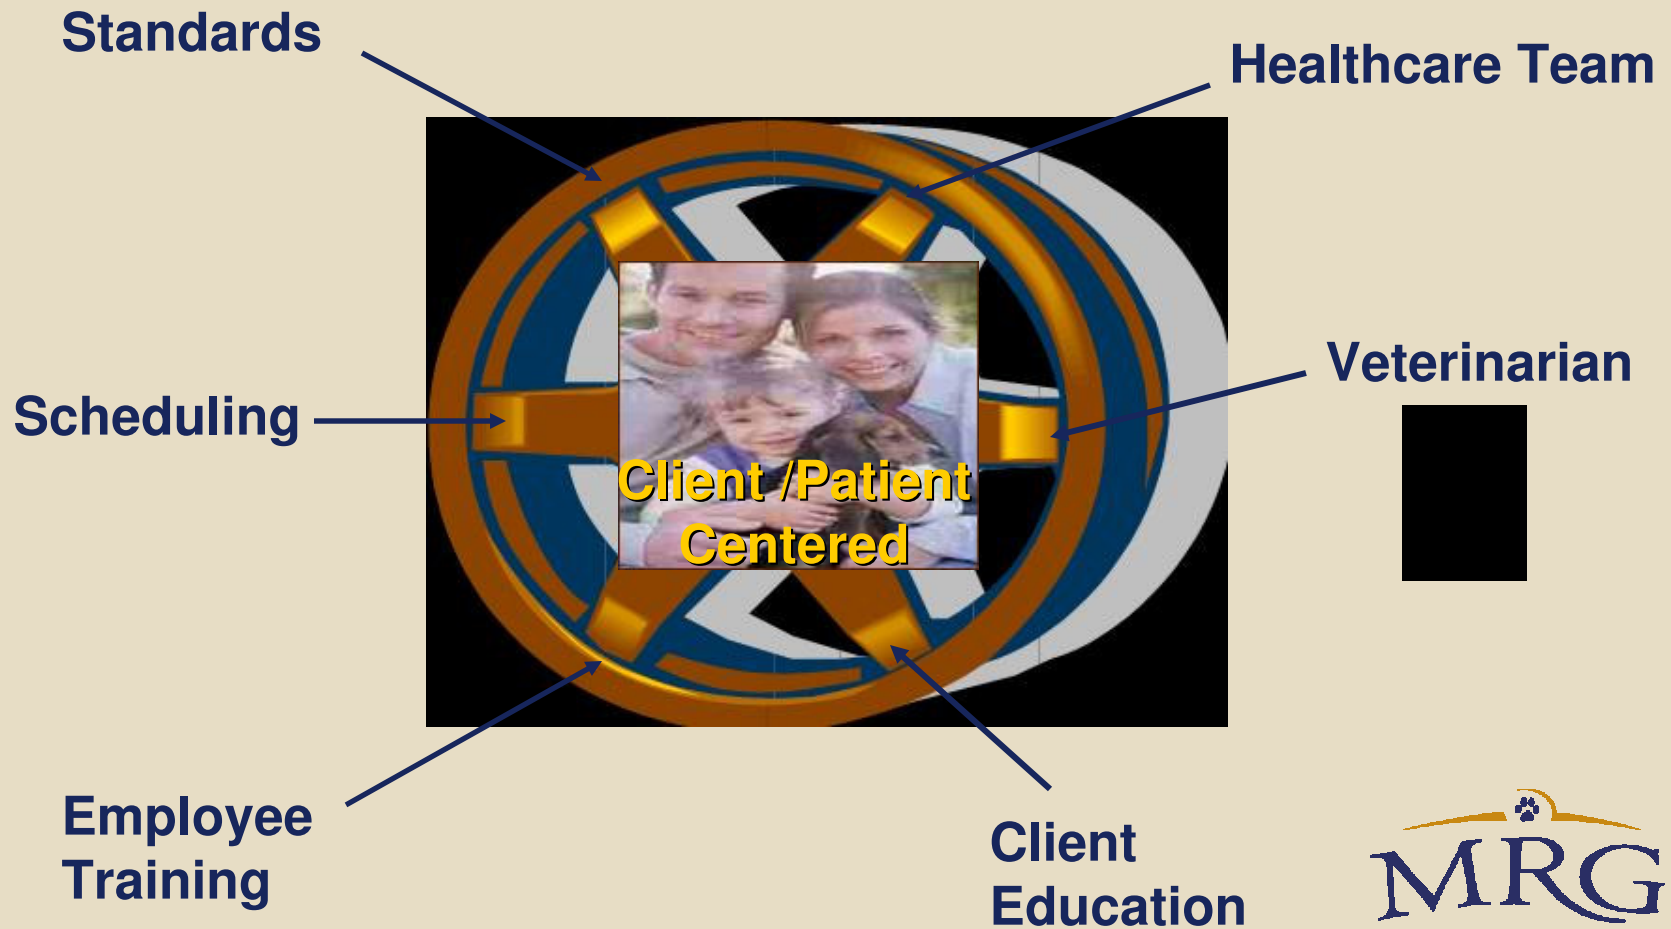 Standards
Healthcare Team
Veterinarian
Scheduling
Client /Patient
Centered
Employee
Training
Client
Education
MRG